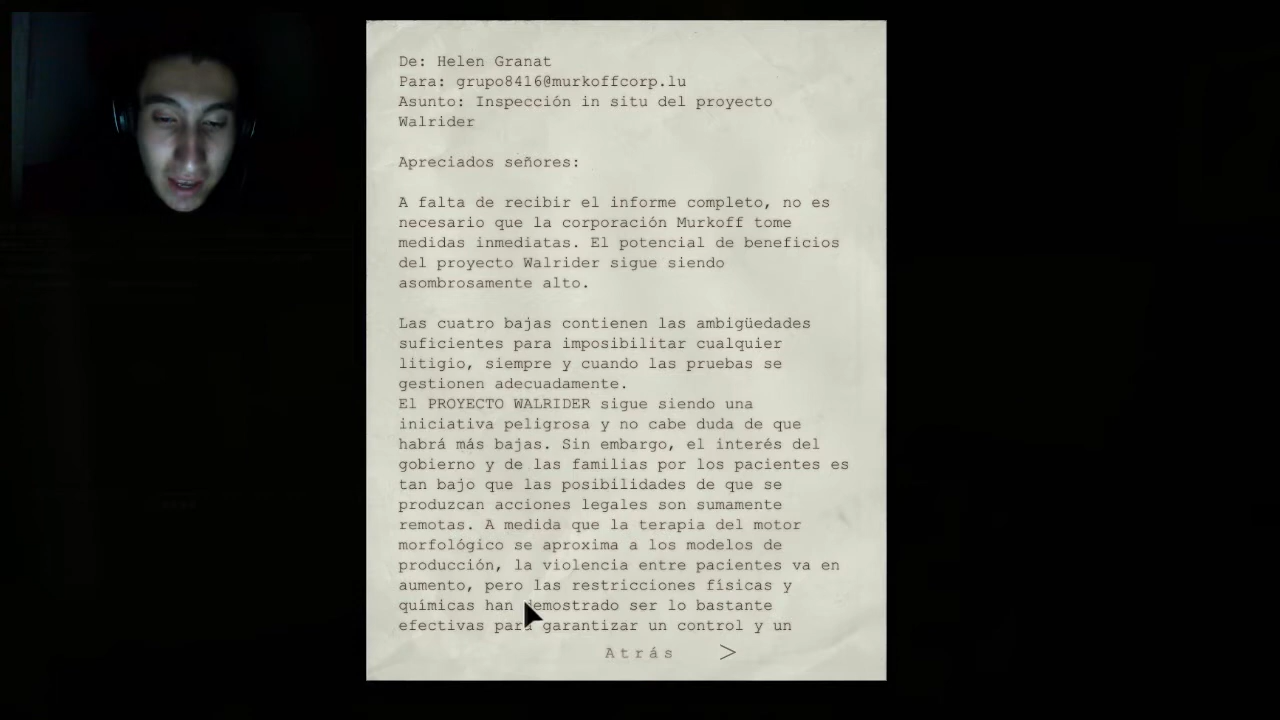 De: Helen Granat
Para: grupo8416@murkoffcorp.lu
Asunto: Inspección in situ del proyecto
Walrider
Apreciados señores:
A falta de recibir el informe completo, no es
necesario que la corporación Murkoff tome
medidas inmediatas. El potencial de beneficios
del proyecto Walrider sigue siendo
asombrosamente alto.
Las cuatro bajas contienen las ambigüedades
suficientes para imposibilitar cualquier
litigio, siempre y cuando las pruebas se
gestionen adecuadamente.
El PROYECTO WALRIDER sigue siendo una
iniciativa peligrosa y no cabe duda de que
habrá más bajas. Sin embargo, el interés del
gobierno y de las familias por los pacientes es
tan bajo que las posibilidades de que se
produzcan acciones legales son sumamente
remotas. A medida que la terapia del motor
morfológico se aproxima a los modelos de
producción, la violencia entre pacientes va en
aumento, pero las restricciones físicas y
químicas han demostrado ser lo bastante
efectivas para garantizar un control y un
Atrás >